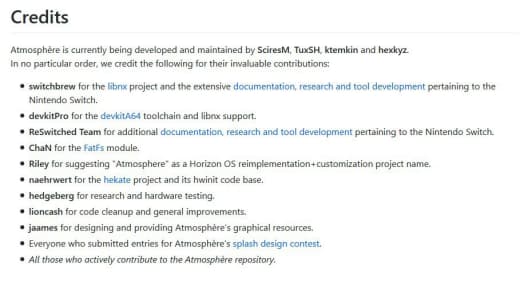 Credits
Atmosphère is currently being developed and maintained by SciresM, TuxSH, ktemkin and hexkyz.
In no particular order, we credit the following for their invaluable contributions:
• switchbrew for the libnx project and the extensive documentation, research and tool development pertaining to the
Nintendo Switch.
• devkitPro for the devkitA64 toolchain and libnx support.
• ReSwitched Team for additional documentation, research and tool development pertaining to the Nintendo Switch.
• ChaN for the FatFs module.
• Riley for suggesting "Atmosphere" as a Horizon OS reimplementation+customization project name.
• naehrwert for the hekate project and its hwinit code base.
• hedgeberg for research and hardware testing.
• lioncash for code cleanup and general improvements.
• jaames for designing and providing Atmosphère's graphical resources.
• Everyone who submitted entries for Atmosphère's splash design contest.
• All those who actively contribute to the Atmosphère repository.